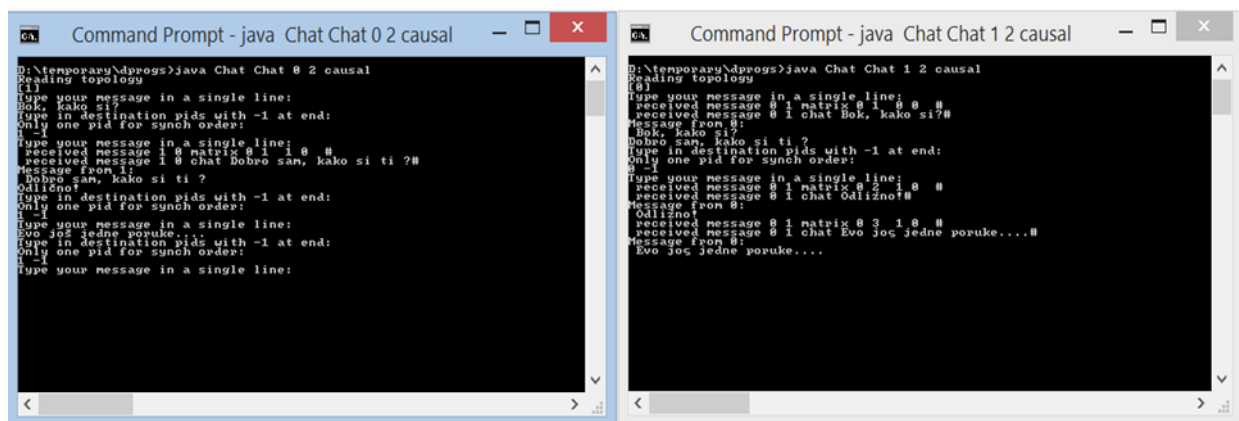 Command Prompt - java Chat Chat 0 2 causal
D:\temporary\dprogs>java Chat Chat 0 2 causal
Reading topology
[1]
Type your message in a single line:
Bok, kako si?
Type in destination pids with -1 at end:
Only one pid for synch order:
1 -1
Type your message in a single line:
received message 1 0 matrix 0 1 1 0 #
received message 1 0 chat Dobro sam, kako si ti ?#
Message from 1:
Dobro sam, kako si ti ?
Odlično!
Type in destination pids with -1 at end:
Only one pid for synch order:
1 -1
Type your message in a single line:
Evo još jedne poruke....
Type in destination pids with -1 at end:
Only one pid for synch order:
1 -1
Type your message in a single line:
Command Prompt - java Chat Chat 1 2 causal
D:\temporary\dprogs>java Chat Chat 1 2 causal
Reading topology
[0]
Type your message in a single line:
received message 0 1 matrix 0 1 0 0 #
received message 0 1 chat Bok, kako si?#
Message from 0:
Bok, kako si?
Dobro sam, kako si ti ?
Type in destination pids with -1 at end:
Only one pid for synch order:
0 -1
Type your message in a single line:
received message 0 1 matrix 0 2 1 0 #
received message 0 1 chat Odližno!#
Message from 0:
Odližno!
received message 0 1 matrix 0 3 1 0 #
received message 0 1 chat Evo joş jedne poruke....#
Message from 0:
Evo joş jedne poruke....